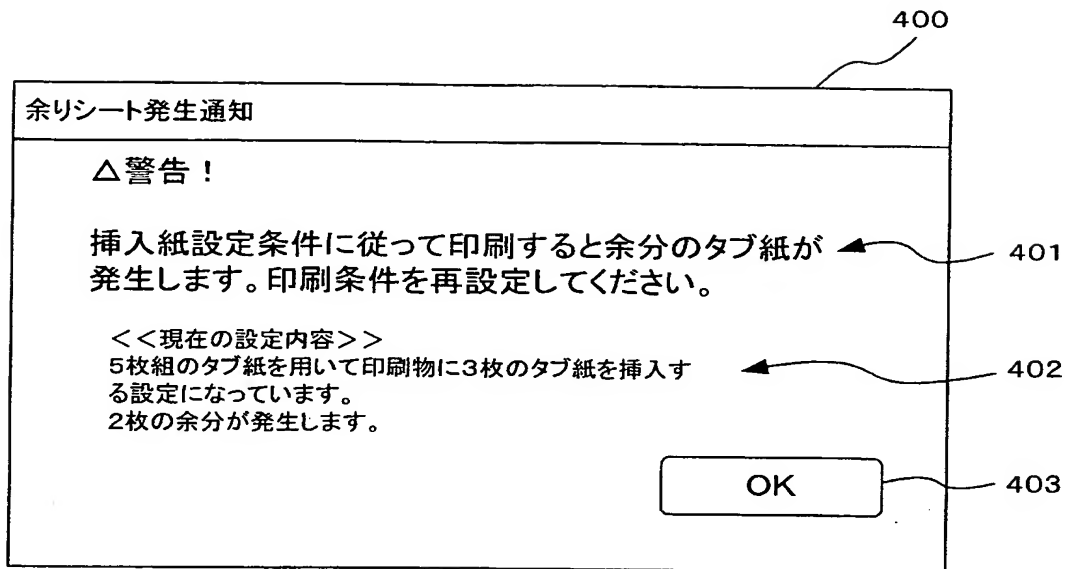 400
余りシート発生通知
△警告！
挿入紙設定条件に従って印刷すると余分のタブ紙が
401
発生します。印刷条件を再設定してください。
＜＜現在の設定内容＞＞
5枚組のタブ紙を用いて印刷物に3枚のタブ紙を挿入す
402
る設定になっています。
2枚の余分が発生します。
OK
403